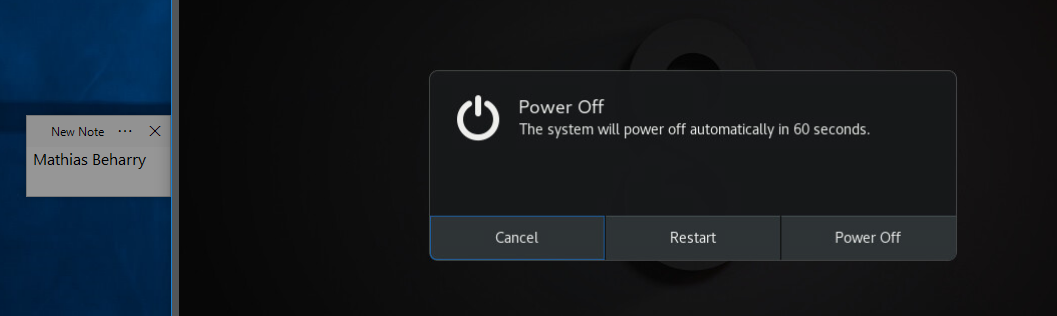 New Note ...
Mathias Beharry
Power Off
The system will power off automatically in 60 seconds.
Cancel
Restart
Power Off